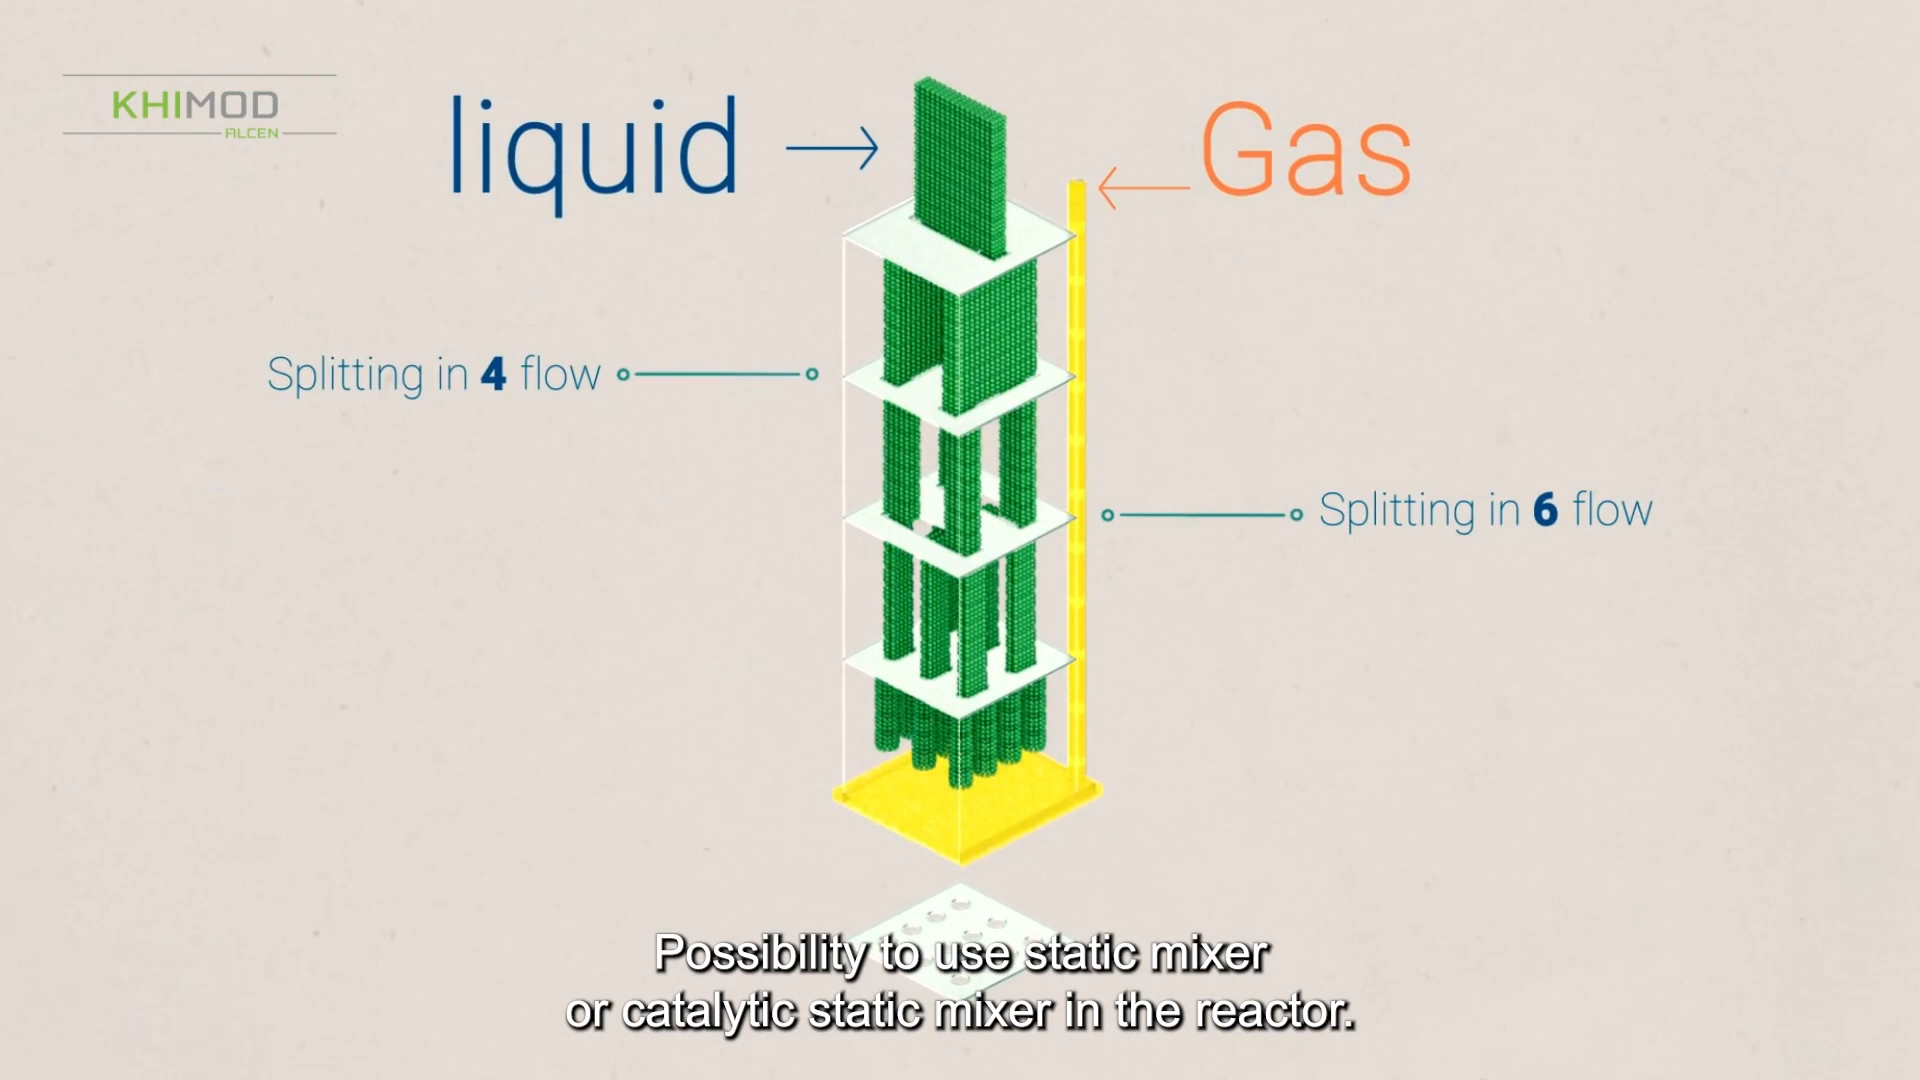 KHIMOD
ALCEN
liquid
Gas
Splitting in 4 flow
Splitting in 6 flow
Possibility to use static mixer
or catalytic static mixer in the reactor.